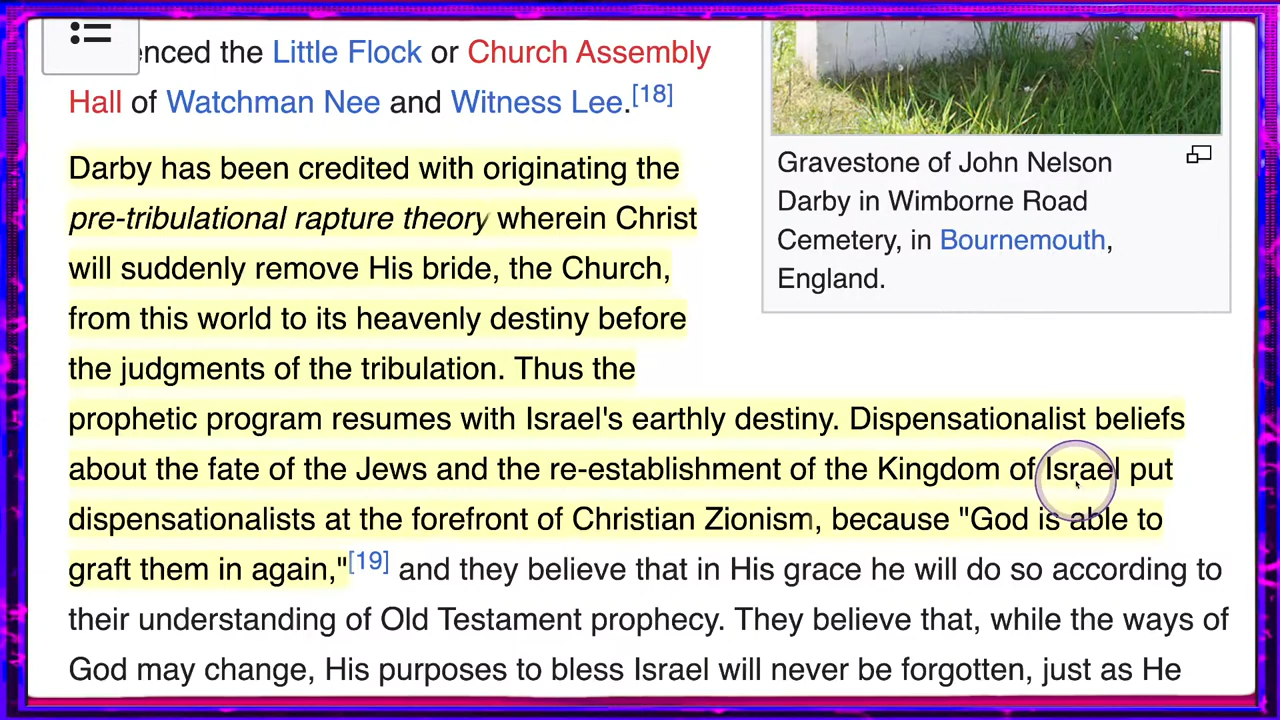 enced the Little Flock or Church Assembly
Hall of Watchman Nee and Witness Lee.[18]
Darby has been credited with originating the
pre-tribulational rapture theory wherein Christ
will suddenly remove His bride, the Church,
from this world to its heavenly destiny before
the judgments of the tribulation. Thus the
prophetic program resumes with Israel's earthly destiny. Dispensationalist beliefs
about the fate of the Jews and the re-establishment of the Kingdom of Israel put
dispensationalists at the forefront of Christian Zionism, because "God is able to
graft them in again,"[19] and they believe that in His grace he will do so according to
their understanding of Old Testament prophecy. They believe that, while the ways of
God may change, His purposes to bless Israel will never be forgotten, just as He
Gravestone of John Nelson
Darby in Wimborne Road
Cemetery, in Bournemouth,
England.